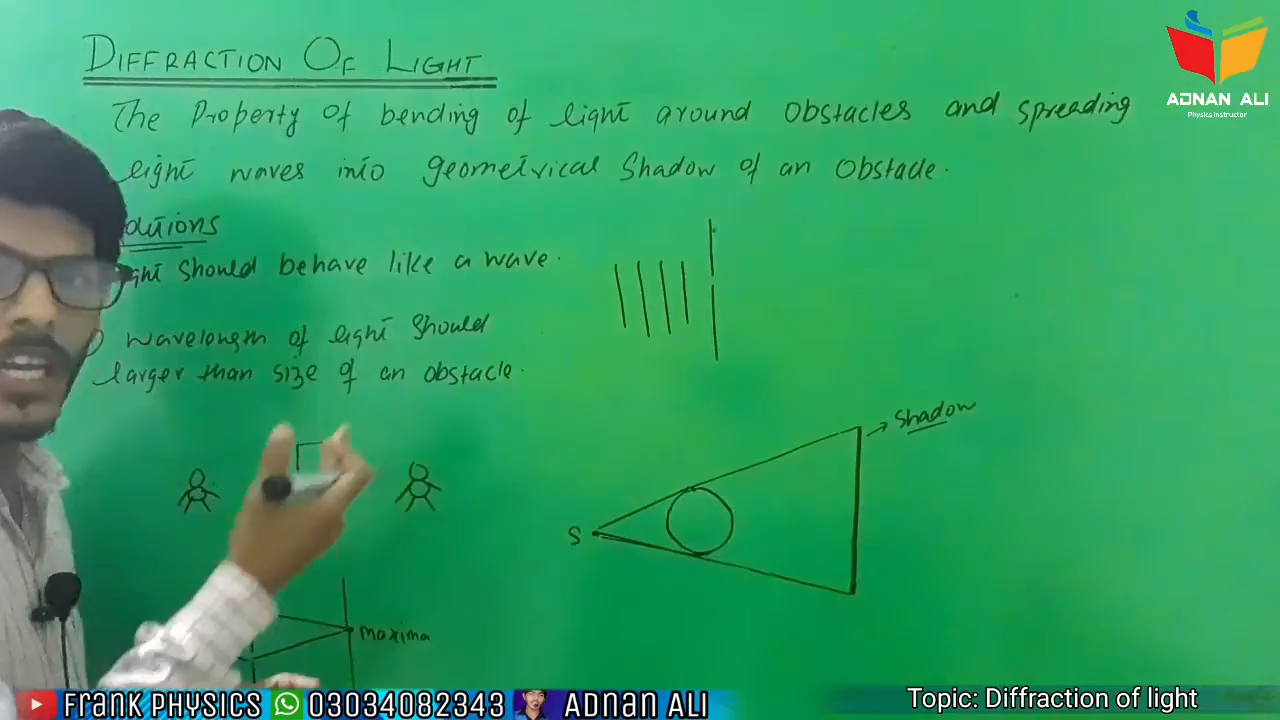 DIFFRACTION OF LIGHT
The Property of bending of light around Obstacles and spreading
light waves into geometrical Shadow of an Obstacle.
ditions
ght Should behave like a wave.
wavelength of light Should
larger than size of an obstacle.
Shadow
S
maxima
ADNAN ALI
Physics Instructor
FRANK PHYSICS 03034082343 ADNAN ALI
Topic: Diffraction of light